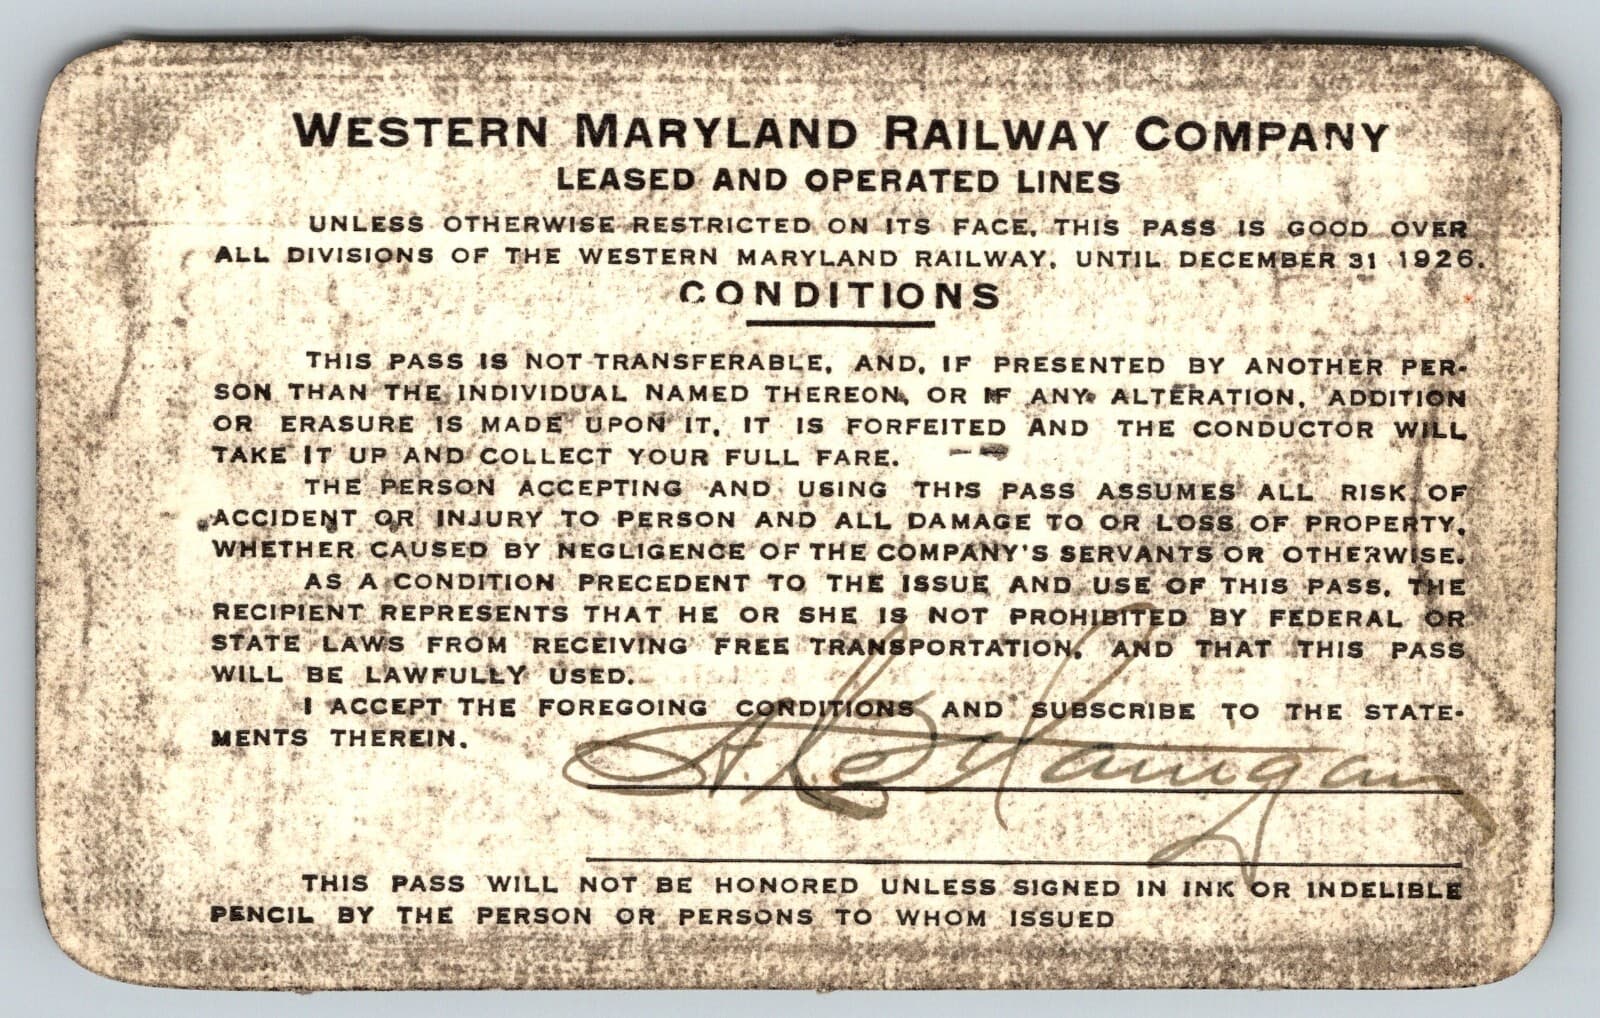 WESTERN MARYLAND RAILWAY COMPANY
LEASED AND OPERATED LINES
UNLESS OTHERWISE RESTRICTED ON ITS FACE, THIS PASS IS GOOD OVER
ALL DIVISIONS OF THE WESTERN MARYLAND RAILWAY, UNTIL DECEMBER 31 1926.
CONDITIONS
THIS PASS IS NOT TRANSFERABLE, AND, IF PRESENTED BY ANOTHER PER-
SON THAN THE INDIVIDUAL NAMED THEREON, OR IF ANY ALTERATION, ADDITION
OR ERASURE IS MADE UPON IT, IT IS FORFEITED AND THE CONDUCTOR WILL
TAKE IT UP AND COLLECT YOUR FULL FARE.
THE PERSON ACCEPTING AND USING THIS PASS ASSUMES ALL RISK OF
ACCIDENT OR INJURY TO PERSON AND ALL DAMAGE TO OR LOSS OF PROPERTY,
WHETHER CAUSED BY NEGLIGENCE OF THE COMPANY'S SERVANTS OR OTHERWISE.
AS A CONDITION PRECEDENT TO THE ISSUE AND USE OF THIS PASS, THE
RECIPIENT REPRESENTS THAT HE OR SHE IS NOT PROHIBITED BY FEDERAL OR
STATE LAWS FROM RECEIVING FREE TRANSPORTATION, AND THAT THIS PASS
WILL BE LAWFULLY USED.
I ACCEPT THE FOREGOING CONDITIONS AND SUBSCRIBE TO THE STATE-
MENTS THEREIN.
THIS PASS WILL NOT BE HONORED UNLESS SIGNED IN INK OR INDELIBLE
PENCIL BY THE PERSON OR PERSONS TO WHOM ISSUED